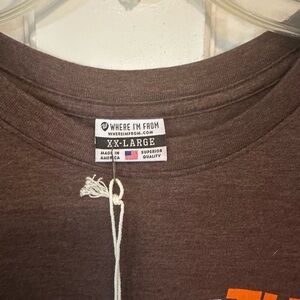 WHERE I'M FROM
WHEREIMFROM.COM
XX-LARGE
MADE IN AMERICA
SUPERIOR QUALITY